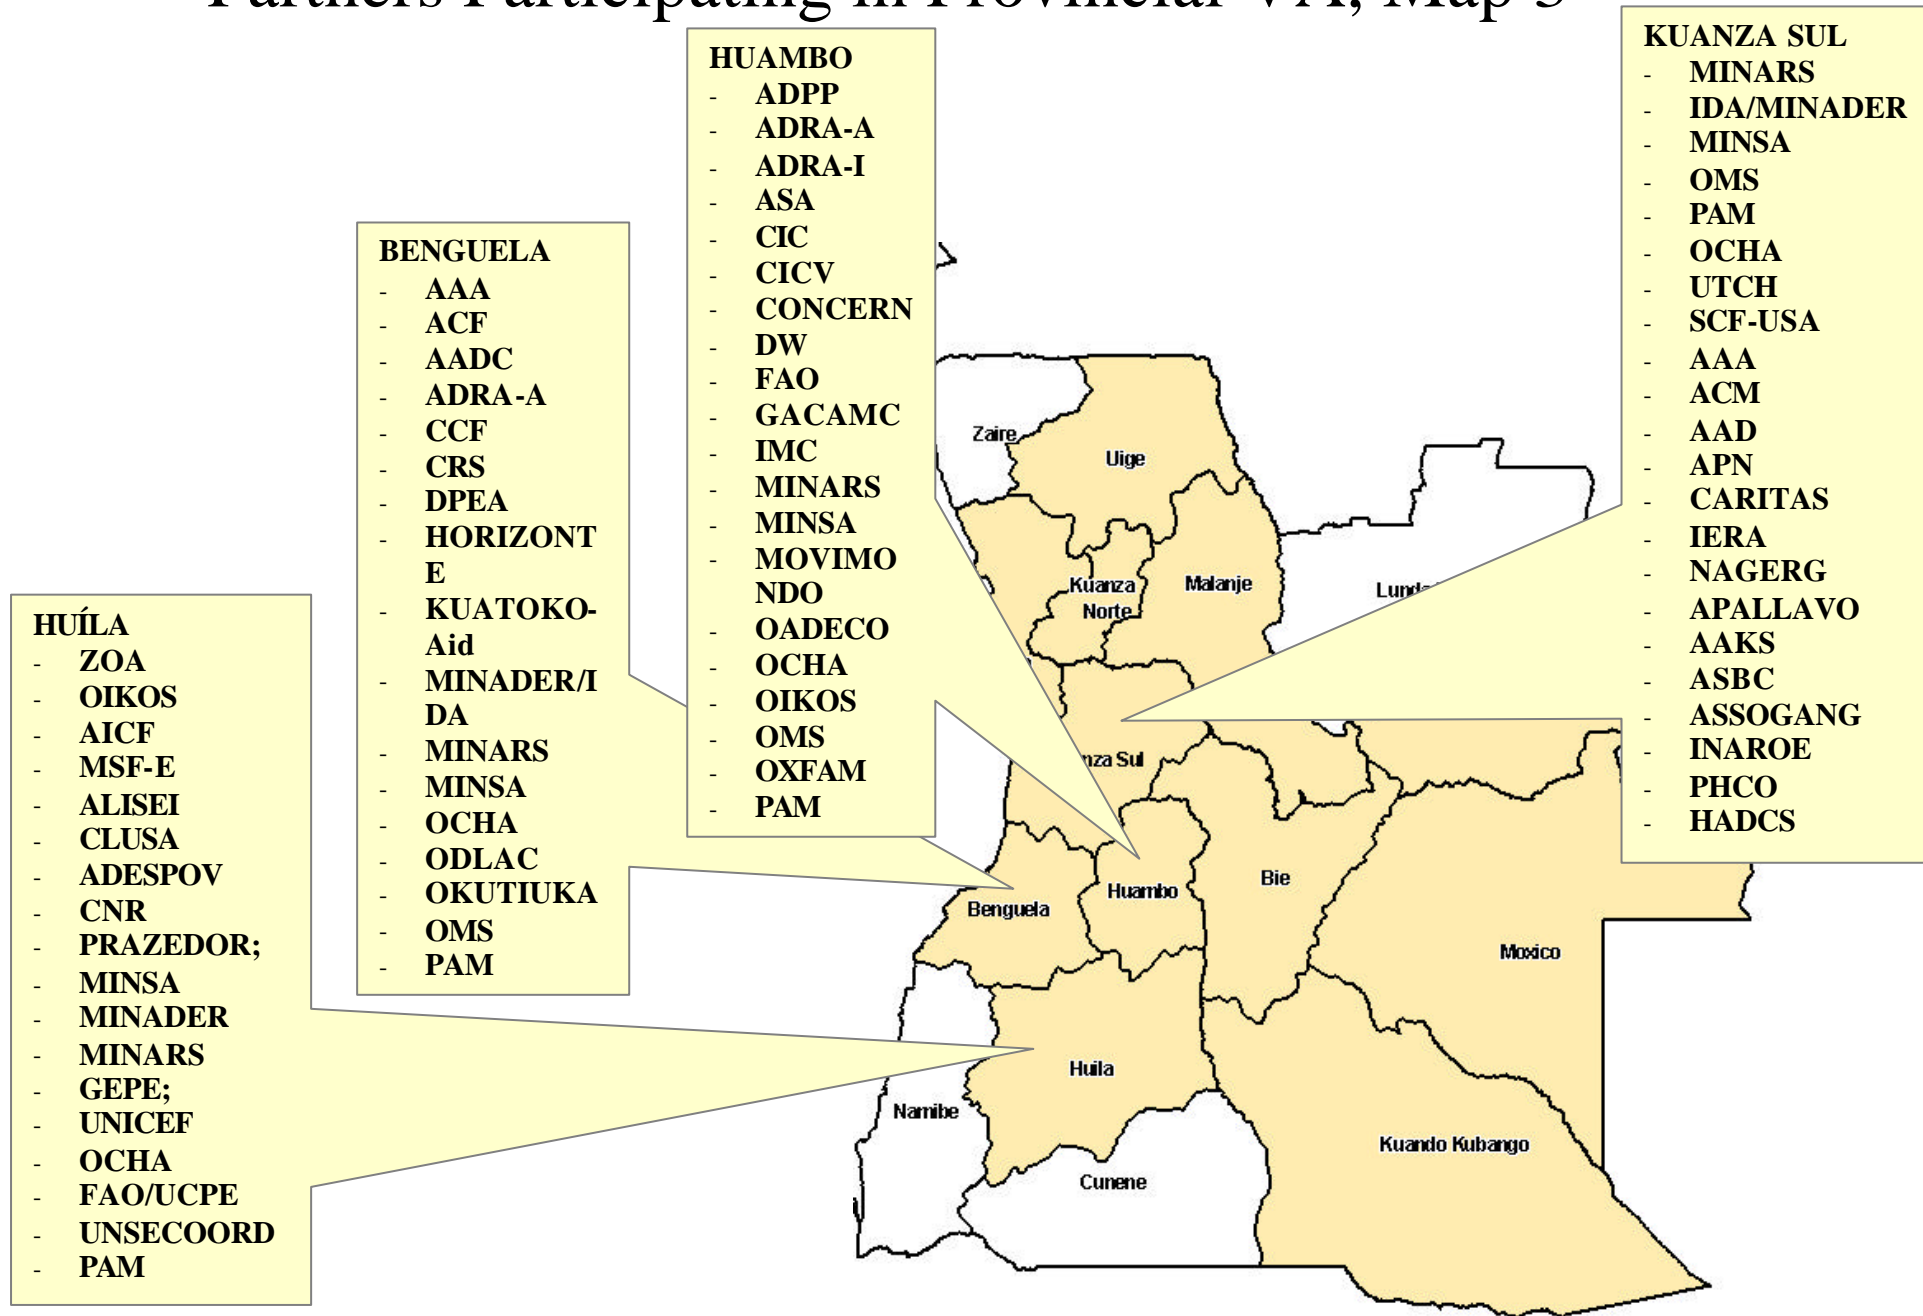 Partners Participating in Provincial VA, Map 3
HUÍLA
- ZOA
- OIKOS
- AICF
- MSF-E
- ALISEI
- CLUSA
- ADESPOV
- CNR
- PRAZEDOR;
- MINSA
- MINADER
- MINARS
- GEPE;
- UNICEF
- OCHA
- FAO/UCPE
- UNSECOORD
- PAM
BENGUELA
- AAA
- ACF
- AADC
- ADRA-A
- CCF
- CRS
- DPEA
- HORIZONT
E
- KUATOKO-
Aid
- MINADER/I
DA
- MINARS
- MINSA
- OCHA
- ODLAC
- OKUTIUKA
- OMS
- PAM
HUAMBO
- ADPP
- ADRA-A
- ADRA-I
- ASA
- CIC
- CICV
- CONCERN
- DW
- FAO
- GACAMC
- IMC
- MINARS
- MINSA
- MOVIMO
NDO
- OADECO
- OCHA
- OIKOS
- OMS
- OXFAM
- PAM
KUANZA SUL
- MINARS
- IDA/MINADER
- MINSA
- OMS
- PAM
- OCHA
- UTCH
- SCF-USA
- AAA
- ACM
- AAD
- APN
- CARITAS
- IERA
- NAGERG
- APALLAVO
- AAKS
- ASBC
- ASSOGANG
- INAROE
- PHCO
- HADCS
Zaire
Uige
Kuanza
Norte
Malanje
Lunda
nza Sul
Benguela
Huambo
Bie
Moxico
Huila
Namibe
Cunene
Kuando Kubango